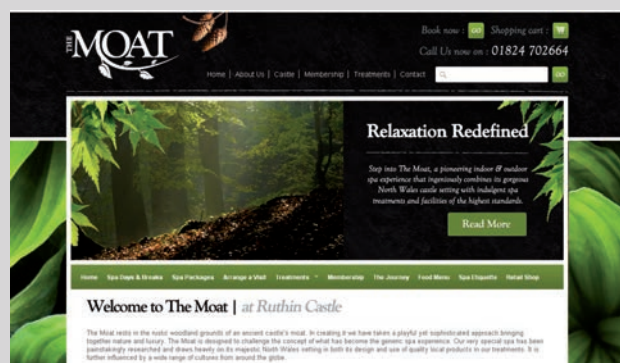 THE MOAT
Book now : GO Shopping cart :
Call Us now on : 01824 702664
Home | About Us | Castle | Membership | Treatments | Contact
GO
Relaxation Redefined
Step into The Moat, a pioneering indoor & outdoor
spa experience that ingeniously combines its gorgeous
North Wales castle setting with indulgent spa
treatments and facilities of the highest standards.
Read More
Home Spa Days & Breaks Spa Packages Arrange a Visit Treatments Membership The Journey Food Menu Spa Etiquette Retail Shop
Welcome to The Moat | at Ruthin Castle
The Moat rests in the rustic woodland grounds of an ancient castle's moat. In creating it we have taken a playful yet sophisticated approach bringing
together nature and luxury. The Moat is designed to challenge the concept of what has become the generic spa experience. Our very special spa has been
painstakingly researched and draws heavily on its majestic North Wales setting in both its design and use of quality local products in our treatments. It is
further influenced by a wide range of cultures from around the globe.